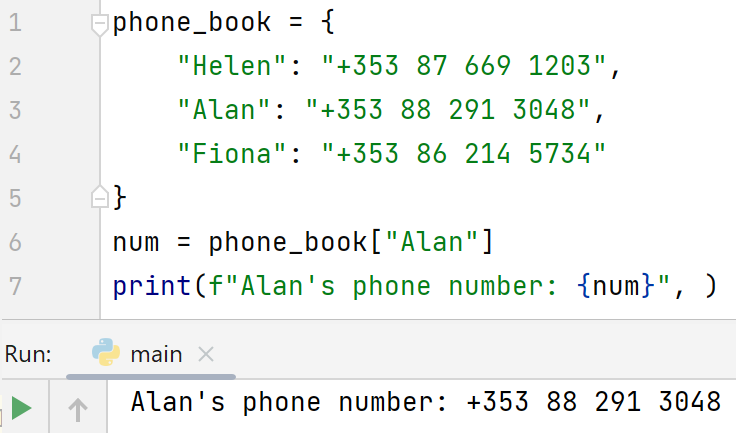 1 phone_book = {
2     "Helen": "+353 87 669 1203",
3     "Alan": "+353 88 291 3048",
4     "Fiona": "+353 86 214 5734"
5 }
6 num = phone_book["Alan"]
7 print(f"Alan's phone number: {num}", )
Run: main
Alan's phone number: +353 88 291 3048